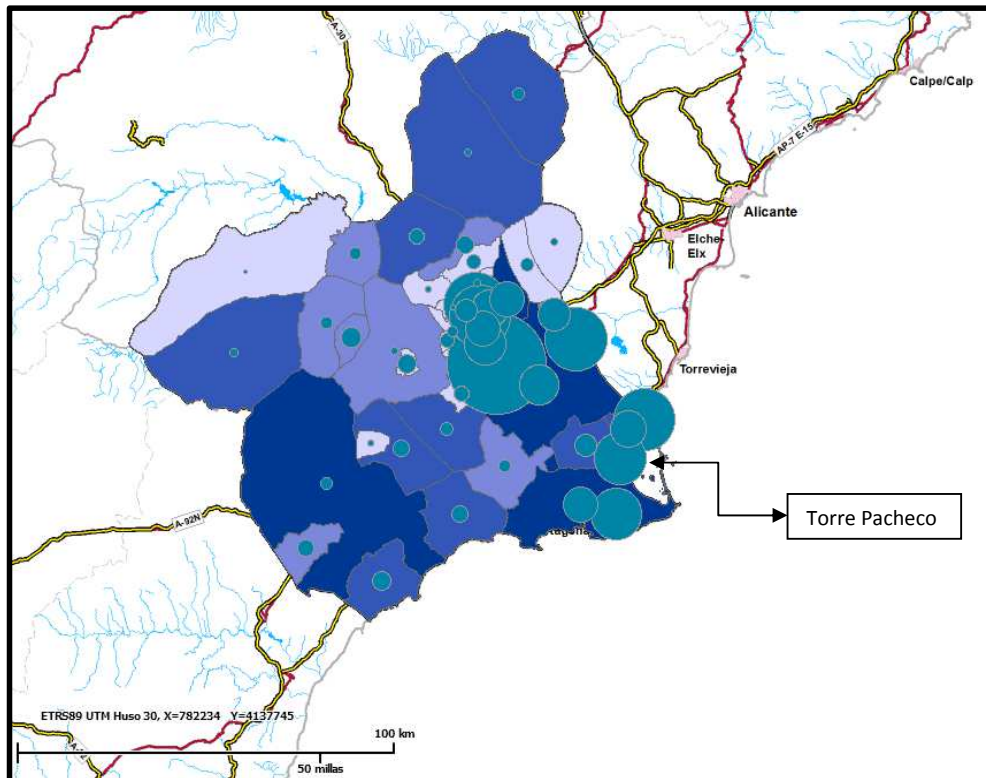 A-30
Calpe/Calp
AP-7 E-15
Alicante
Elche-
Elx
Torrevieja
Torre Pacheco
A-92N
ETRS89 UTM Huso 30, X=782234 Y=4137745
100 km
50 millas